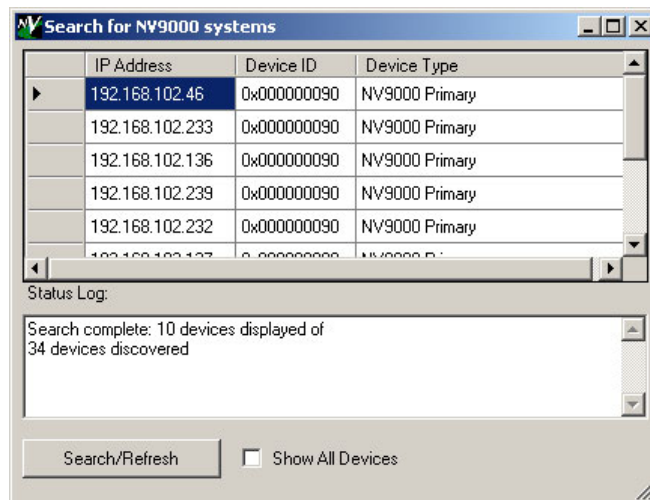 NV Search for NV9000 systems
IP Address Device ID Device Type
192.168.102.46 0x000000090 NV9000 Primary
192.168.102.233 0x000000090 NV9000 Primary
192.168.102.136 0x000000090 NV9000 Primary
192.168.102.239 0x000000090 NV9000 Primary
192.168.102.232 0x000000090 NV9000 Primary
Status Log:
Search complete: 10 devices displayed of
34 devices discovered
Search/Refresh Show All Devices